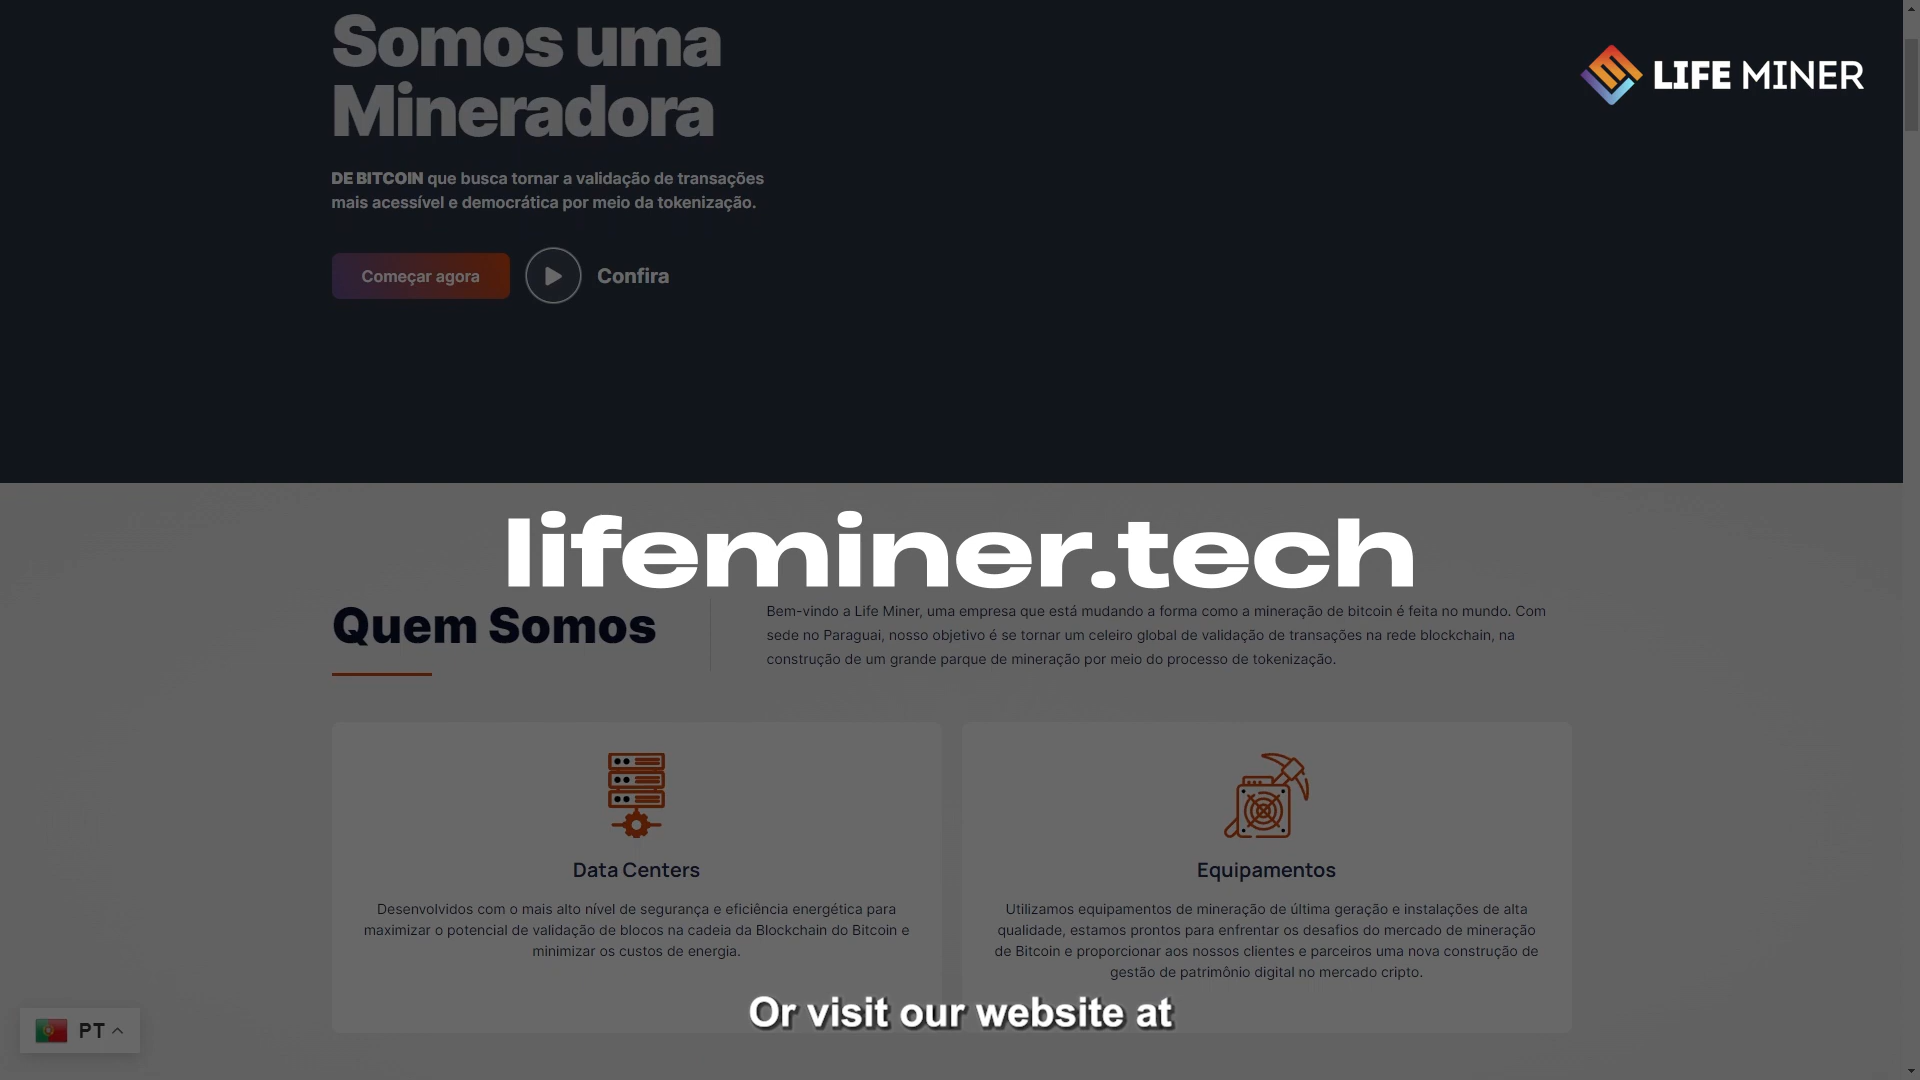 Somos uma
Mineradora
LIFE MINER
DE BITCOIN que busca tornar a validação de transações
mais acessível e democrática por meio da tokenização.
Começar agora
Confira
lifeminer.tech
Quem Somos
Bem-vindo a Life Miner, uma empresa que está mudando a forma como a mineração de bitcoin é feita no mundo. Com
sede no Paraguai, nosso objetivo é se tornar um celeiro global de validação de transações na rede blockchain, na
construção de um grande parque de mineração por meio do processo de tokenização.
Data Centers
Desenvolvidos com o mais alto nível de segurança e eficiência energética para
maximizar o potencial de validação de blocos na cadeia da Blockchain do Bitcoin e
minimizar os custos de energia.
Equipamentos
Utilizamos equipamentos de mineração de última geração e instalações de alta
qualidade, estamos prontos para enfrentar os desafios do mercado de mineração
de Bitcoin e proporcionar aos nossos clientes e parceiros uma nova construção de
gestão de patrimônio digital no mercado cripto.
Or visit our website at
PT